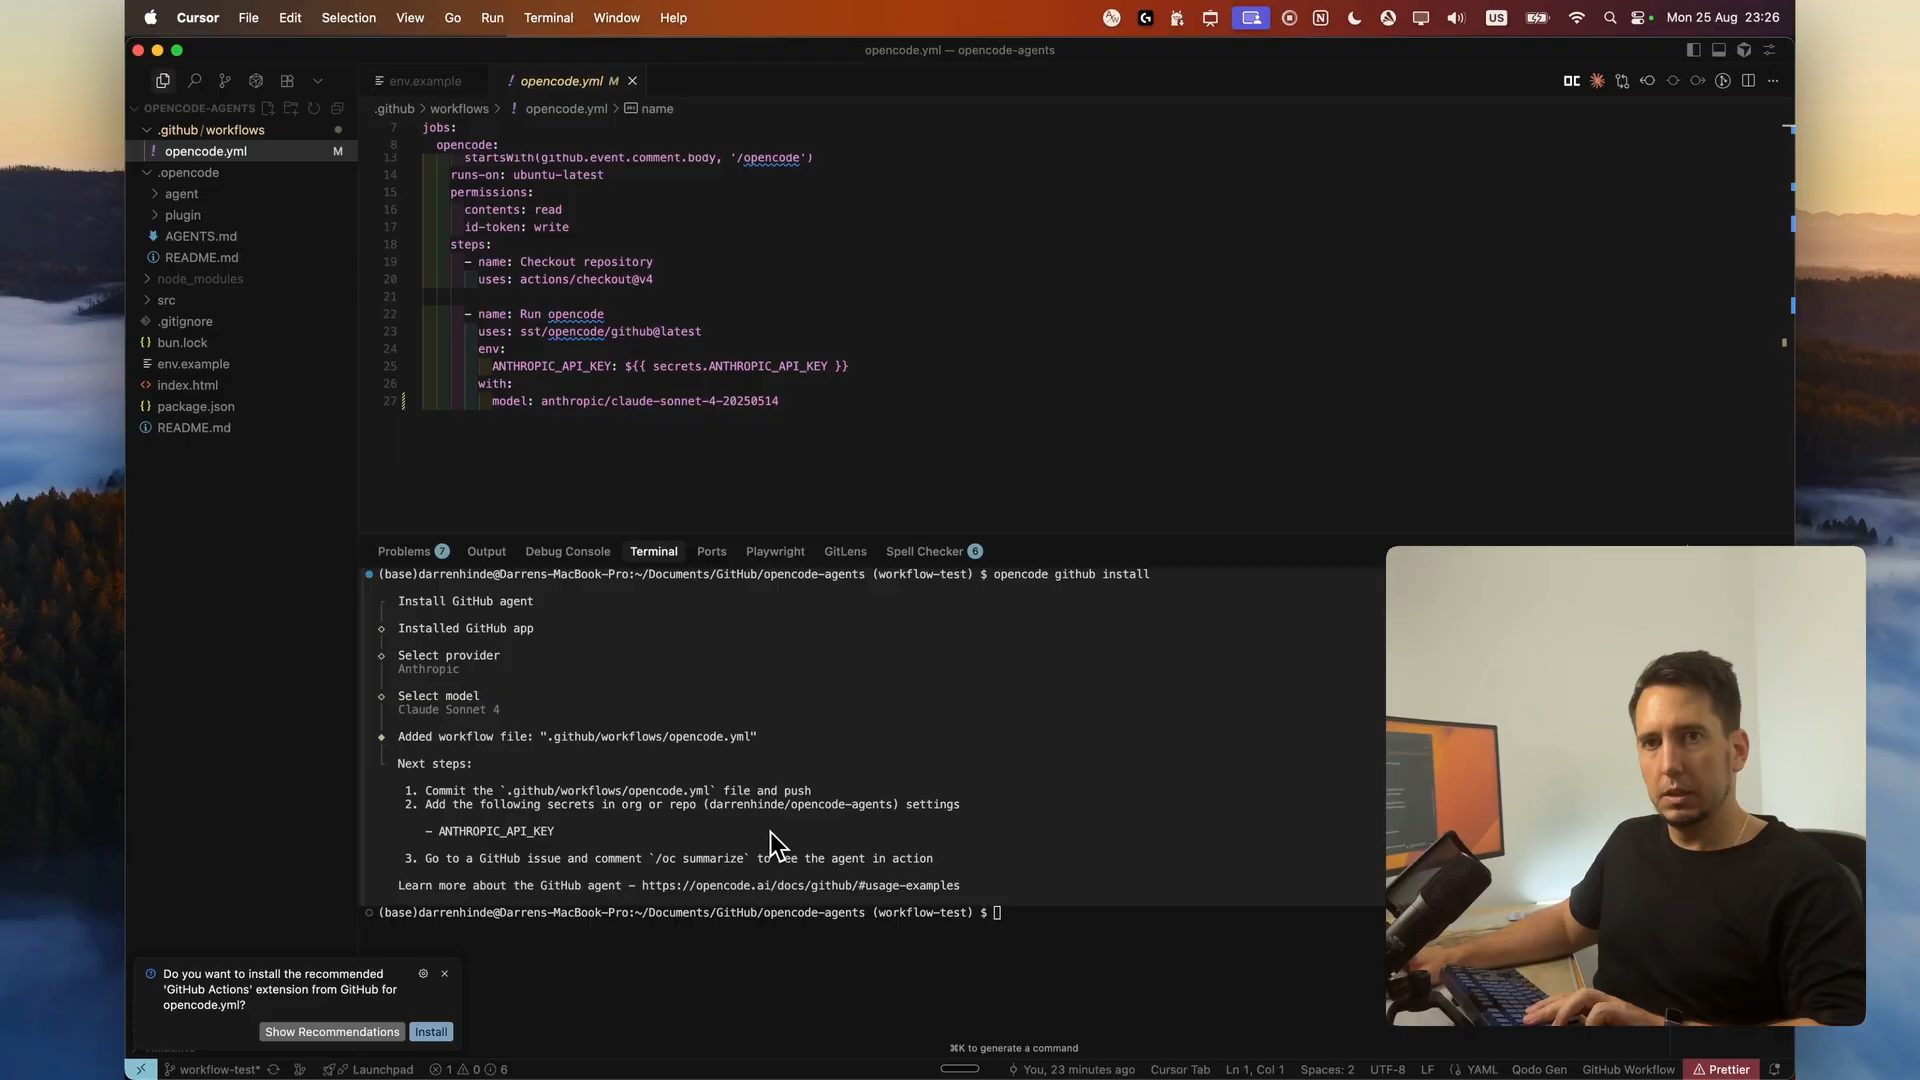 Cursor File Edit Selection View Go Run Terminal Window Help
US
Mon 25 Aug 23:26
opencode.yml — opencode-agents
env.example
! opencode.yml M
OPENCODE-AGENTS
.github > workflows > ! opencode.yml > name
.github/workflows
! opencode.yml M
.opencode
agent
plugin
AGENTS.md
README.md
node_modules
src
.gitignore
bun.lock
env.example
index.html
package.json
README.md
7 jobs:
8 opencode:
13 startsWith(github.event.comment.body, '/opencode')
14 runs-on: ubuntu-latest
15 permissions:
16 contents: read
17 id-token: write
18 steps:
19 - name: Checkout repository
20 uses: actions/checkout@v4
21
22 - name: Run opencode
23 uses: sst/opencode/github@latest
24 env:
25 ANTHROPIC_API_KEY: ${{ secrets.ANTHROPIC_API_KEY }}
26 with:
27 model: anthropic/claude-sonnet-4-20250514
Problems 7 Output Debug Console Terminal Ports Playwright GitLens Spell Checker 6
(base)darrenhinde@Darrens-MacBook-Pro:~/Documents/GitHub/opencode-agents (workflow-test) $ opencode github install
Install GitHub agent
Installed GitHub app
Select provider
Anthropic
Select model
Claude Sonnet 4
Added workflow file: ".github/workflows/opencode.yml"
Next steps:
1. Commit the `.github/workflows/opencode.yml` file and push
2. Add the following secrets in org or repo (darrenhinde/opencode-agents) settings
- ANTHROPIC_API_KEY
3. Go to a GitHub issue and comment `/oc summarize` to see the agent in action
Learn more about the GitHub agent - https://opencode.ai/docs/github/#usage-examples
(base)darrenhinde@Darrens-MacBook-Pro:~/Documents/GitHub/opencode-agents (workflow-test) $
Do you want to install the recommended
'GitHub Actions' extension from GitHub for
opencode.yml?
Show Recommendations Install
⌘K to generate a command
workflow-test* Launchpad 1 0 6 You, 23 minutes ago Cursor Tab Ln 1, Col 1 Spaces: 2 UTF-8 LF {} YAML Qodo Gen GitHub Workflow Prettier